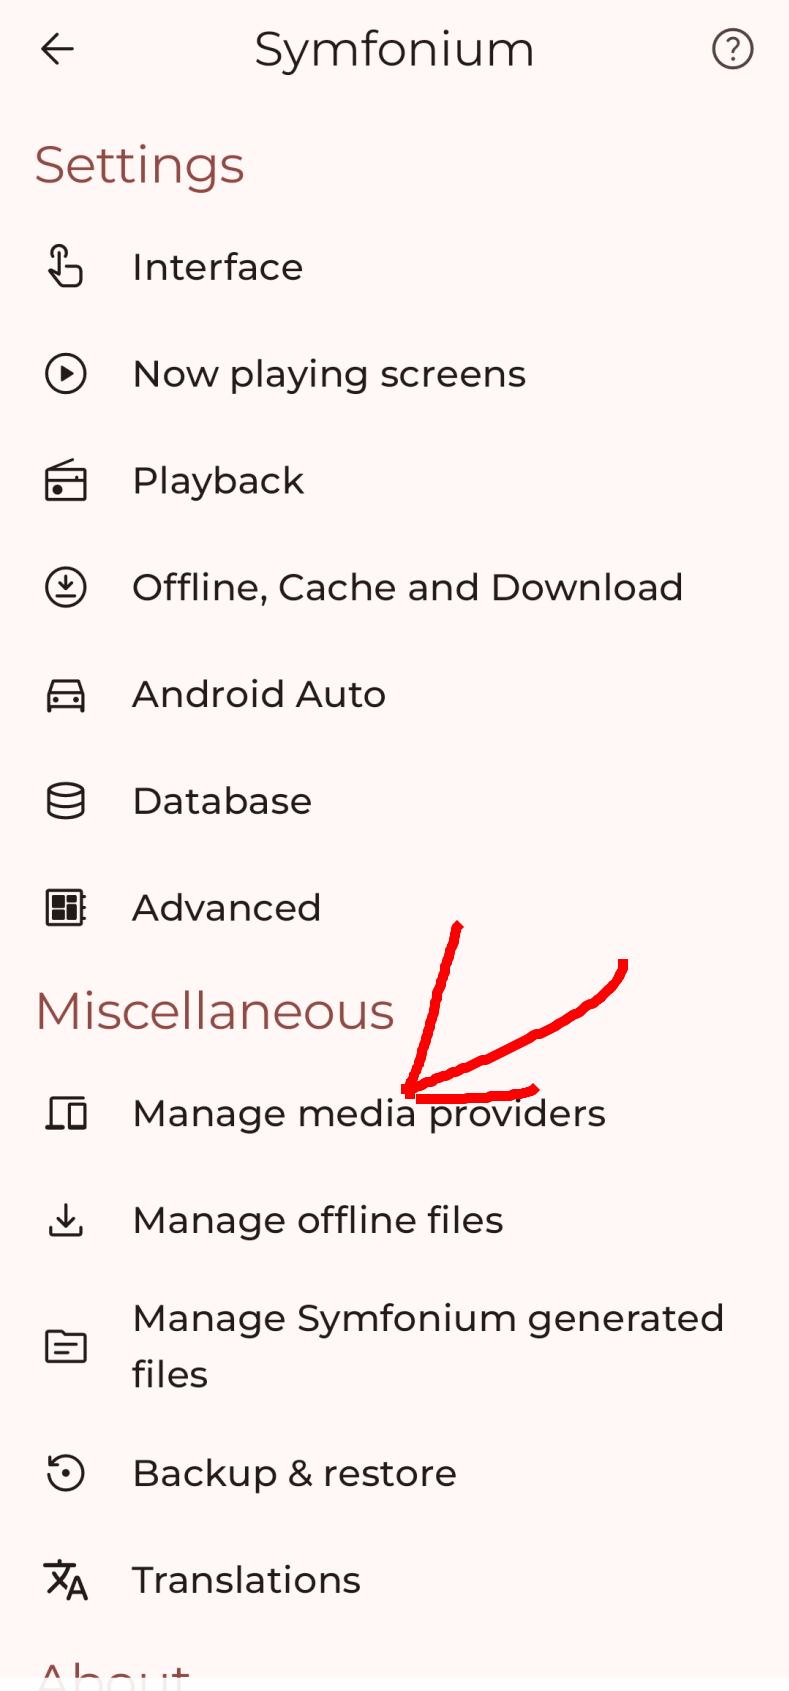 Symfonium
Settings
Interface
Now playing screens
Playback
Offline, Cache and Download
Android Auto
Database
Advanced
Miscellaneous
Manage media providers
Manage offline files
Manage Symfonium generated
files
Backup & restore
Translations
About